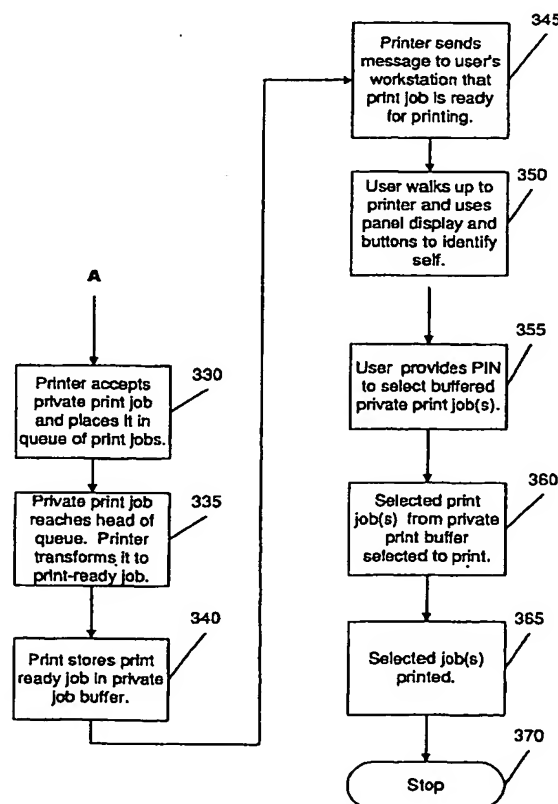 A
330
Printer accepts
private print job
and places it in
queue of print jobs.
335
Private print job
reaches head of
queue. Printer
transforms it to
print-ready job.
340
Print stores print
ready job in private
job buffer.
345
Printer sends
message to user's
workstation that
print job is ready
for printing.
350
User walks up to
printer and uses
panel display and
buttons to identify
self.
355
User provides PIN
to select buffered
private print job(s).
360
Selected print
job(s) from private
print buffer
selected to print.
365
Selected job(s)
printed.
370
Stop